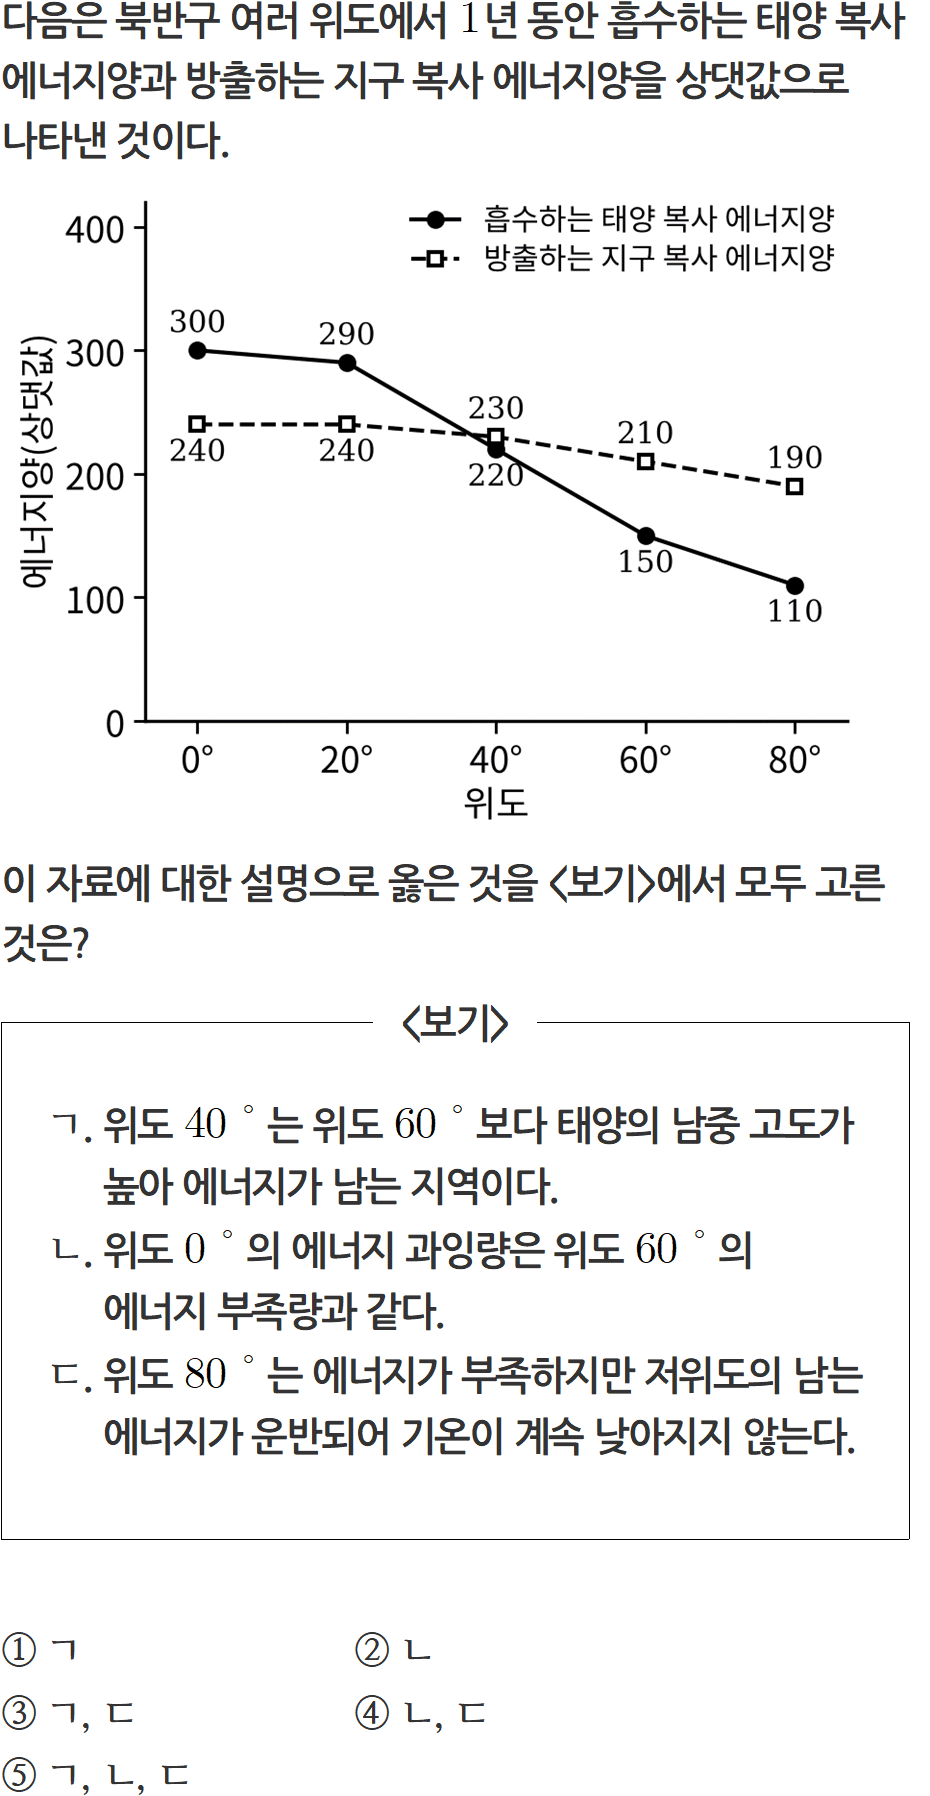 다음은 북반구 여러 위도에서 1년 동안 흡수하는 태양 복사
에너지양과 방출하는 지구 복사 에너지양을 상댓값으로
나타낸 것이다.
흡수하는 태양 복사 에너지양
방출하는 지구 복사 에너지양
에너지양(상댓값)
400
300
200
100
0
300
290
230
210
190
240
240
220
150
110
0°
20°
40°
60°
80°
위도
이 자료에 대한 설명으로 옳은 것을 <보기>에서 모두 고른
것은?
<보기>
ㄱ. 위도 40°는 위도 60°보다 태양의 남중 고도가
높아 에너지가 남는 지역이다.
ㄴ. 위도 0°의 에너지 과잉량은 위도 60°의
에너지 부족량과 같다.
ㄷ. 위도 80°는 에너지가 부족하지만 저위도의 남는
에너지가 운반되어 기온이 계속 낮아지지 않는다.
① ㄱ ② ㄴ
③ ㄱ, ㄷ ④ ㄴ, ㄷ
⑤ ㄱ, ㄴ, ㄷ